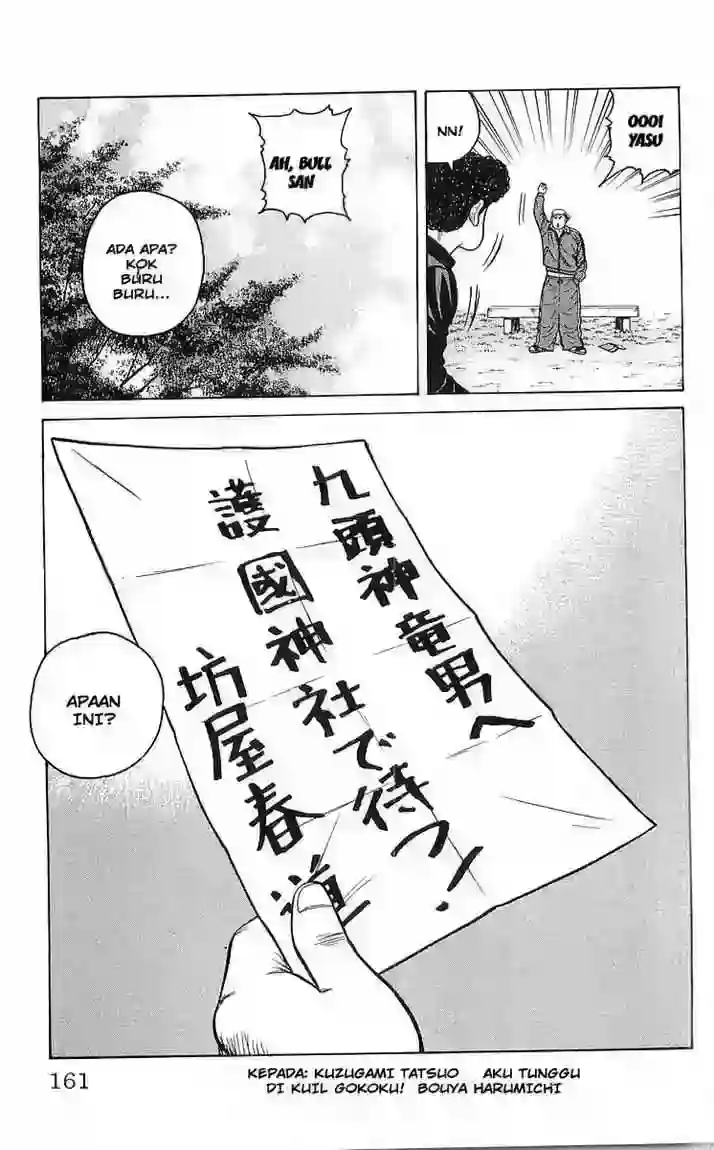 OOOI
YASU
NN!
AH, BULL
SAN
ADA APA?
KOK
BURU
BURU...
九頭神竜男へ
護國神社で待つ!
坊屋春道
APAAN
INI?
KEPADA: KUZUGAMI TATSUO AKU TUNGGU
DI KUIL GOKOKU! BOUYA HARUMICHI
161